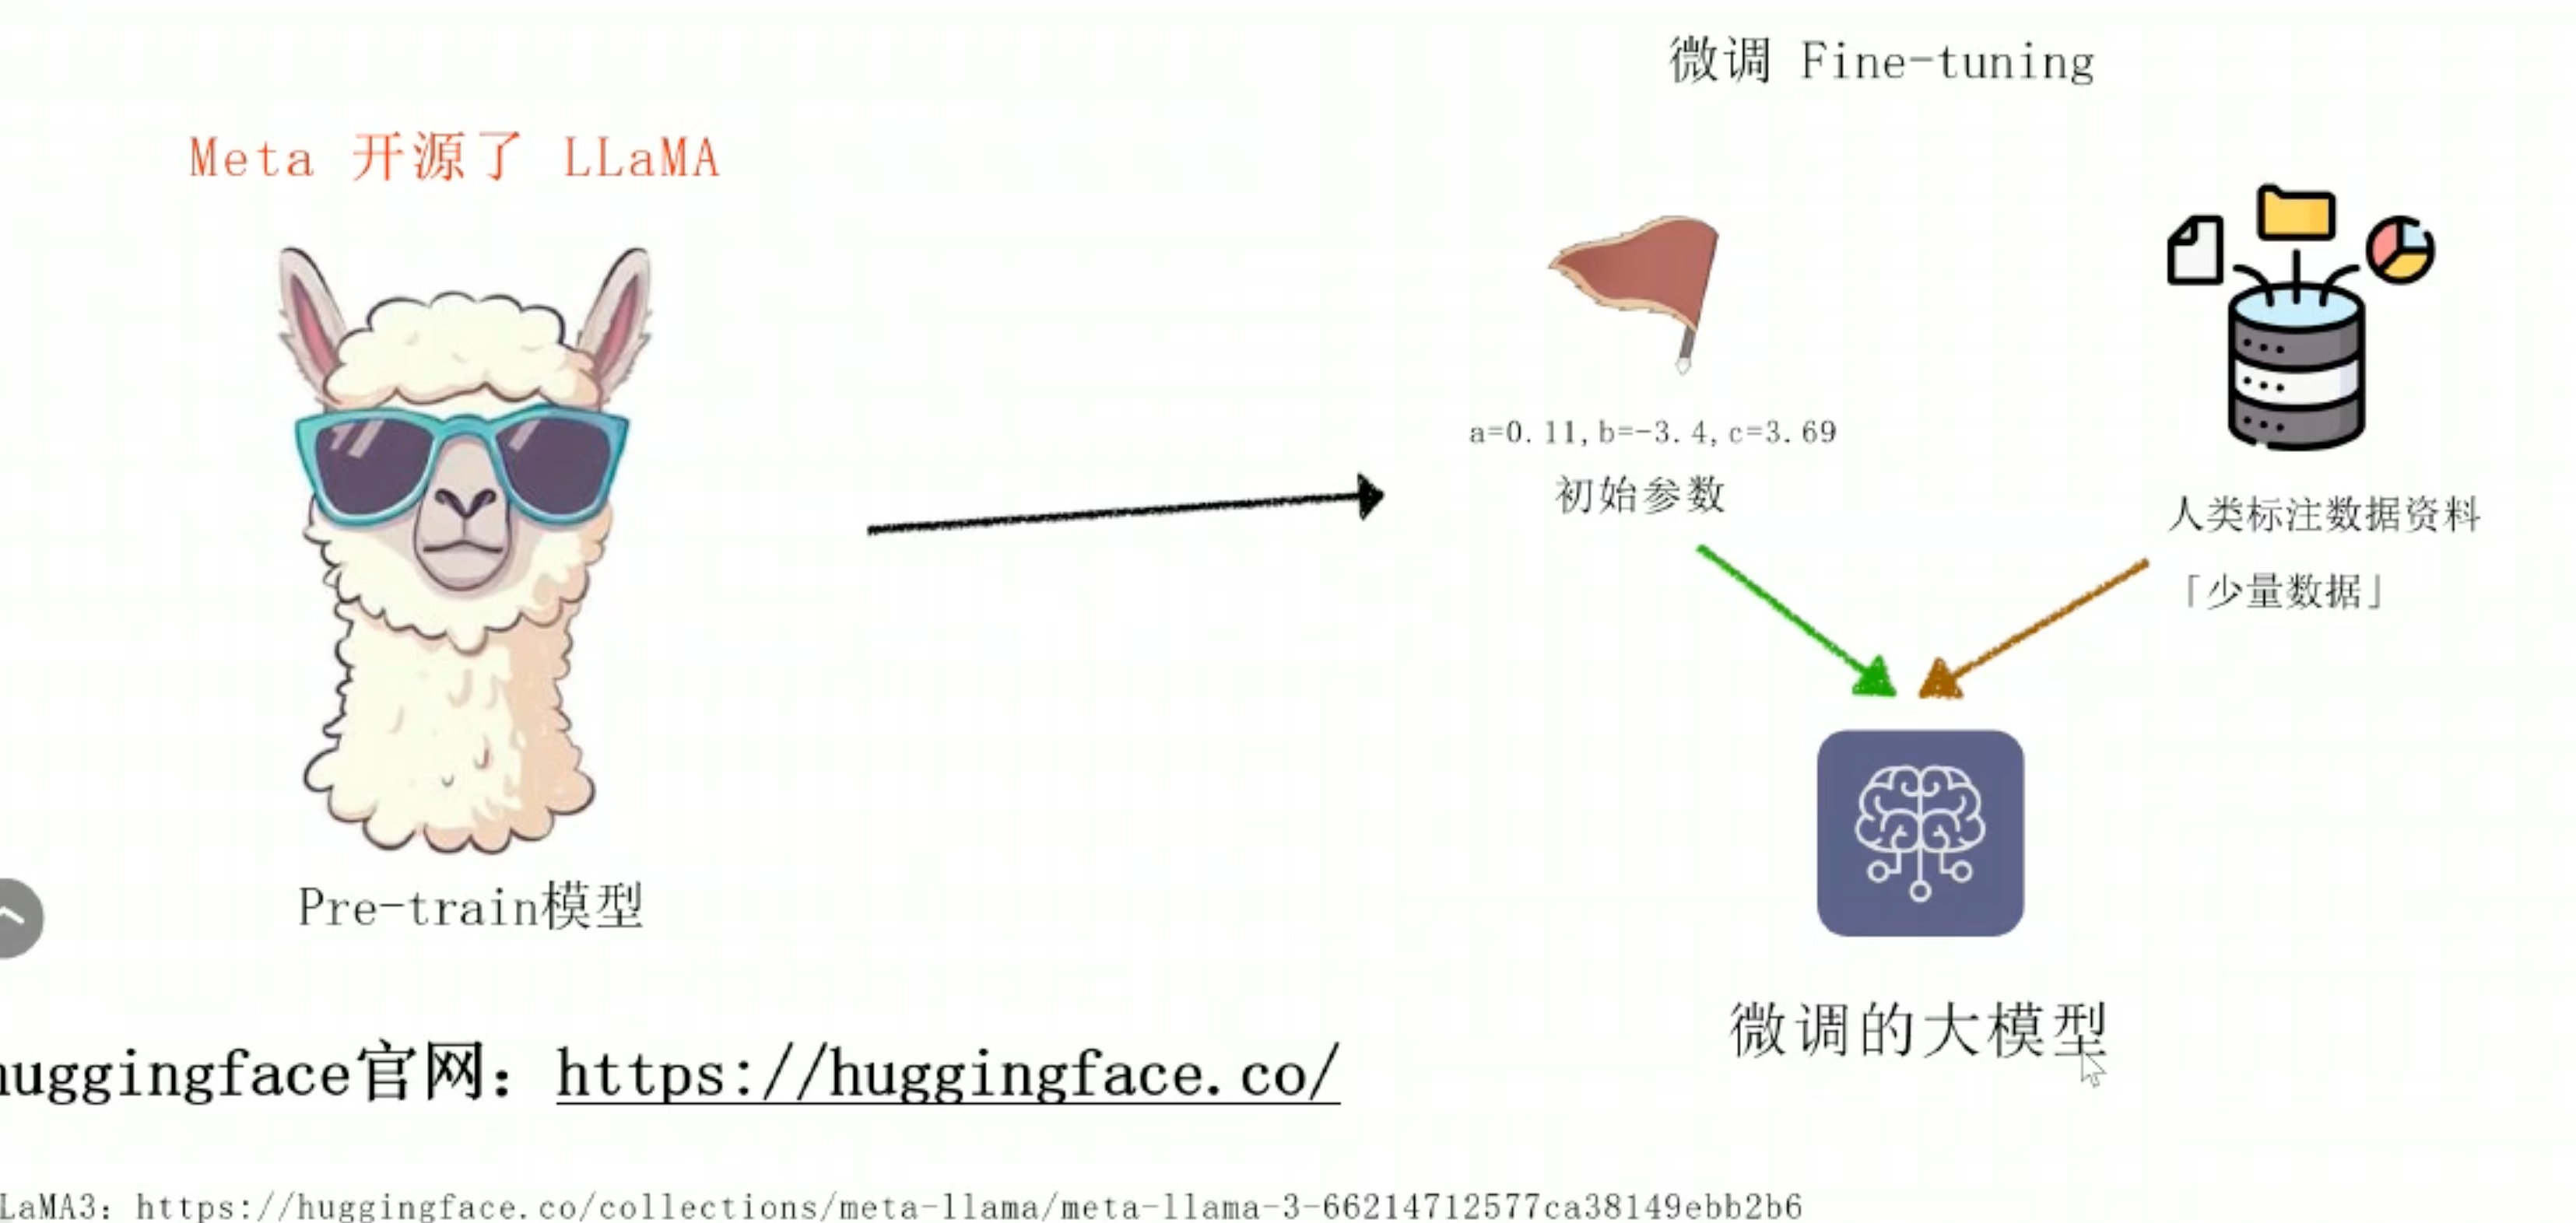 微调 Fine-tuning
Meta 开源了 LLaMA
a=0.11,b=-3.4,c=3.69
初始参数
人类标注数据资料
「少量数据」
Pre-train模型
微调的大模型
huggingface官网：https://huggingface.co/
LaMA3：https://huggingface.co/collections/meta-llama/meta-llama-3-66214712577ca38149ebb2b6